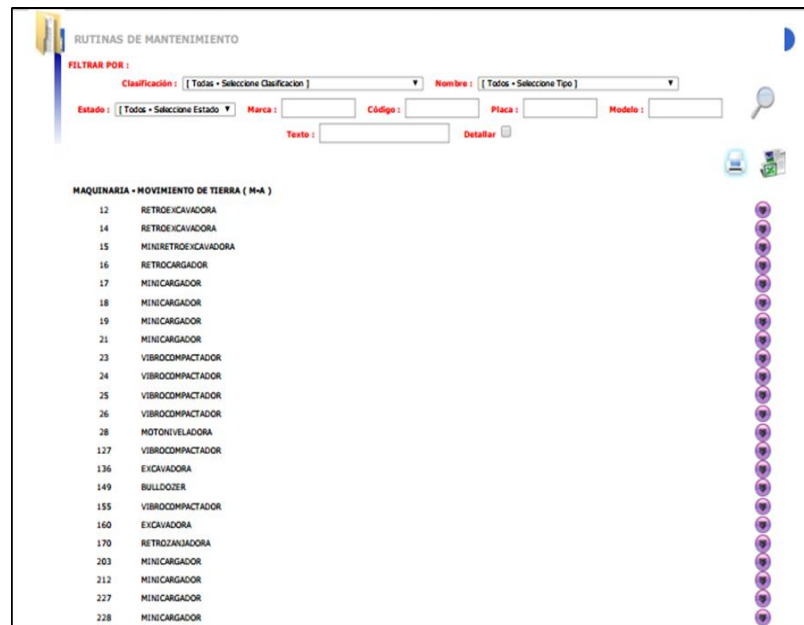 RUTINAS DE MANTENIMIENTO
FILTRAR POR :
Clasificación : [ Todas • Seleccione Clasificacion ] Nombre : [ Todos • Seleccione Tipo ]
Estado : [ Todos • Seleccione Estado Marca : Código : Placa : Modelo :
Texto : Detallar
MAQUINARIA • MOVIMIENTO DE TIERRA ( M-A )
12 RETROEXCAVADORA
14 RETROEXCAVADORA
15 MINIRETROEXCAVADORA
16 RETROCARGADOR
17 MINICARGADOR
18 MINICARGADOR
19 MINICARGADOR
21 MINICARGADOR
23 VIBROCOMPACTADOR
24 VIBROCOMPACTADOR
25 VIBROCOMPACTADOR
26 VIBROCOMPACTADOR
28 MOTONIVELADORA
127 VIBROCOMPACTADOR
136 EXCAVADORA
149 BULLDOZER
155 VIBROCOMPACTADOR
160 EXCAVADORA
170 RETROZANJADORA
203 MINICARGADOR
212 MINICARGADOR
227 MINICARGADOR
228 MINICARGADOR